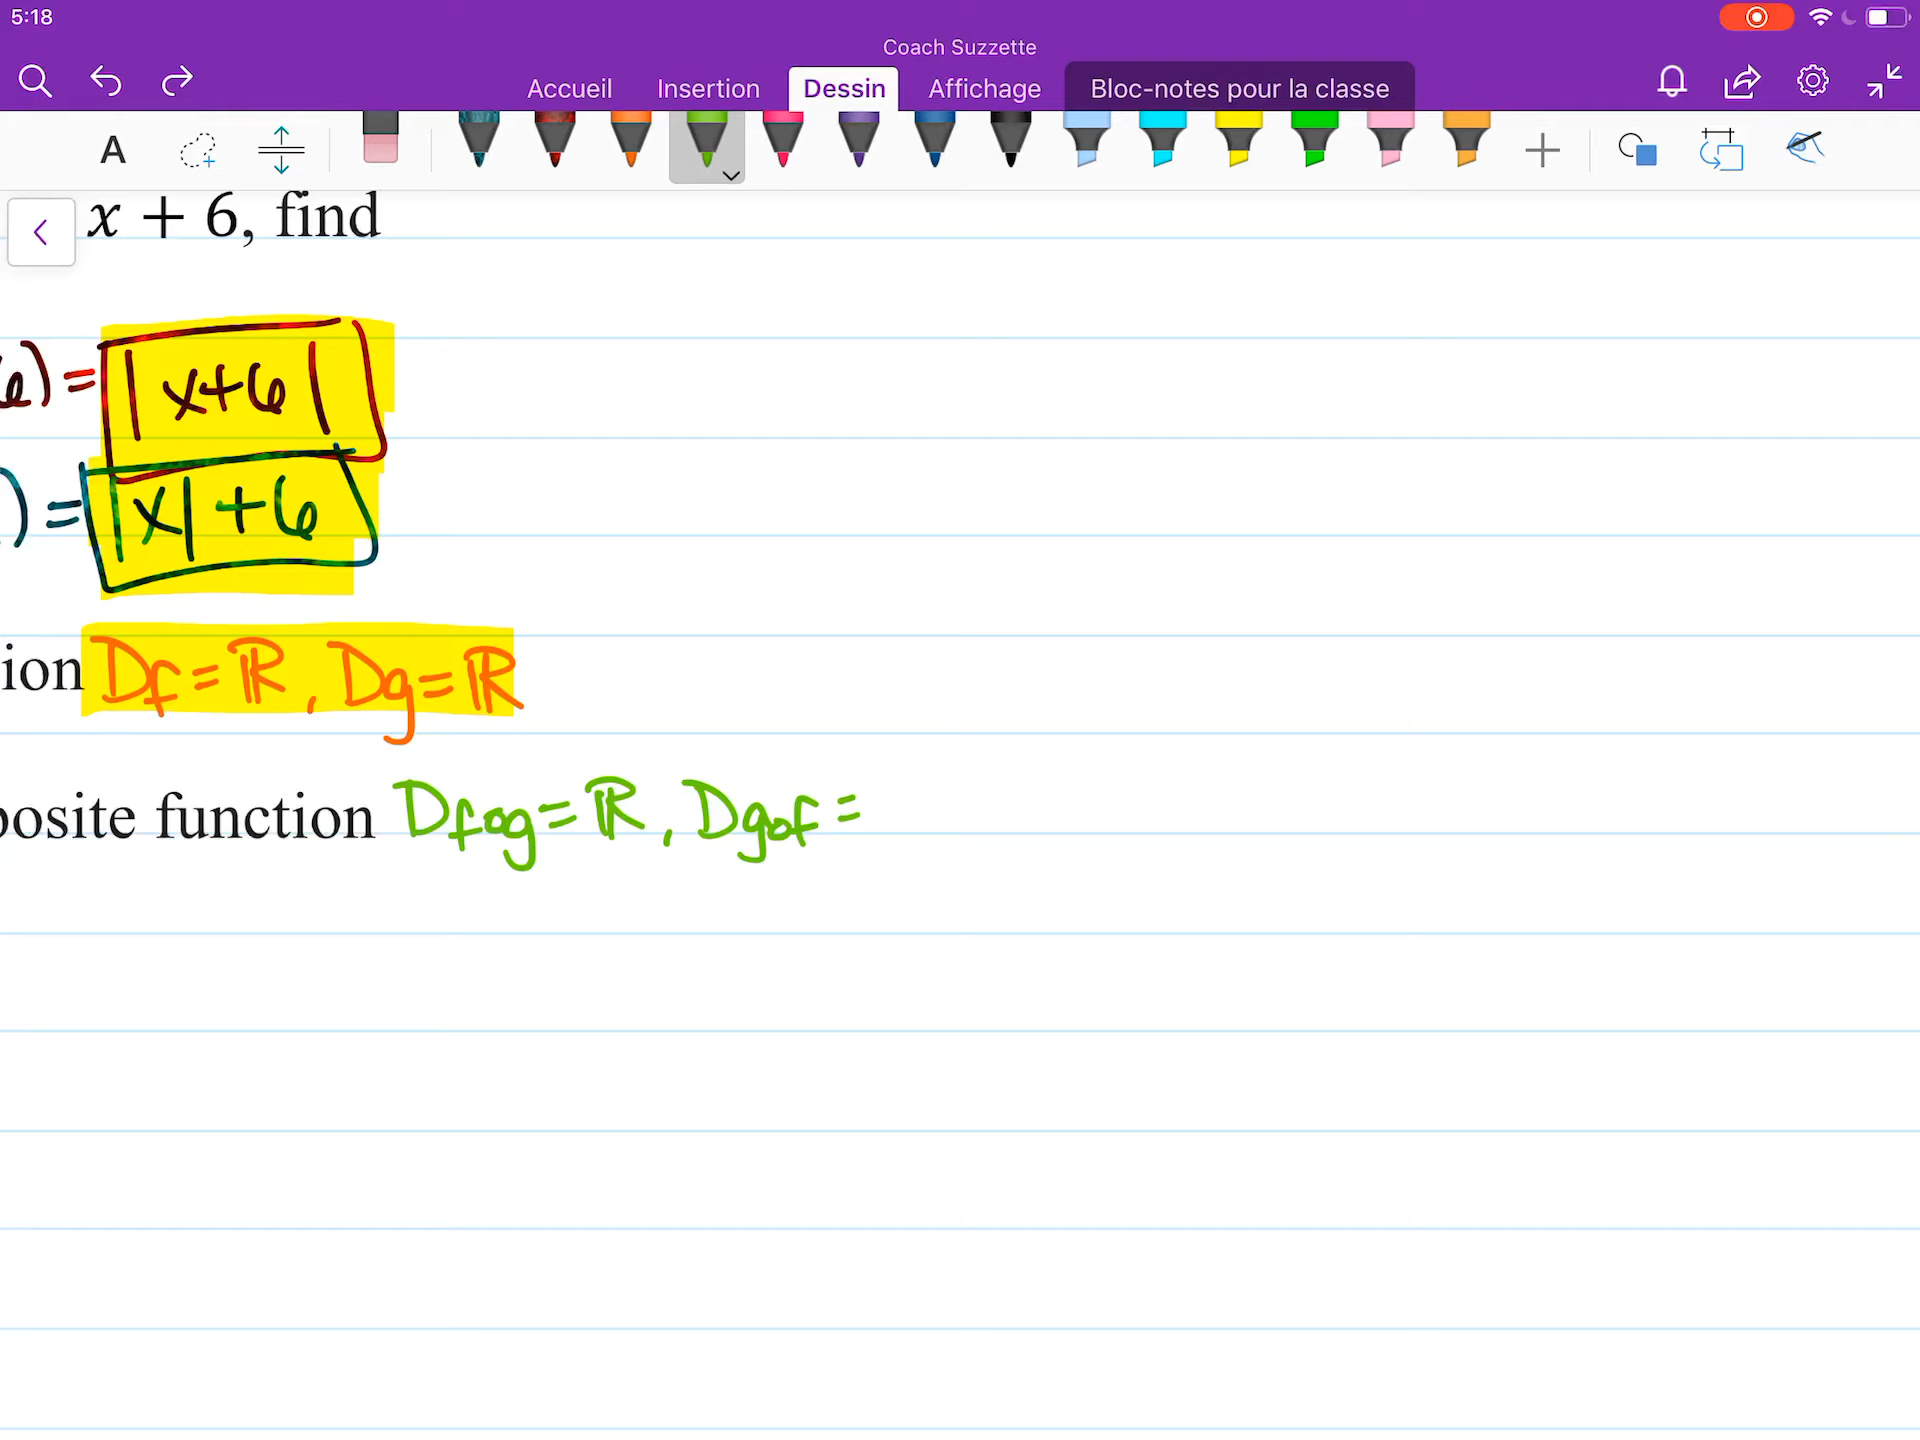 5:18
Coach Suzzette
Accueil Insertion Dessin Affichage Bloc-notes pour la classe
A
x + 6, find
6) = |x+6|
) = |x| + 6
ion Df = ℝ, Dg = ℝ
posite function Dfog = ℝ, Dgof =